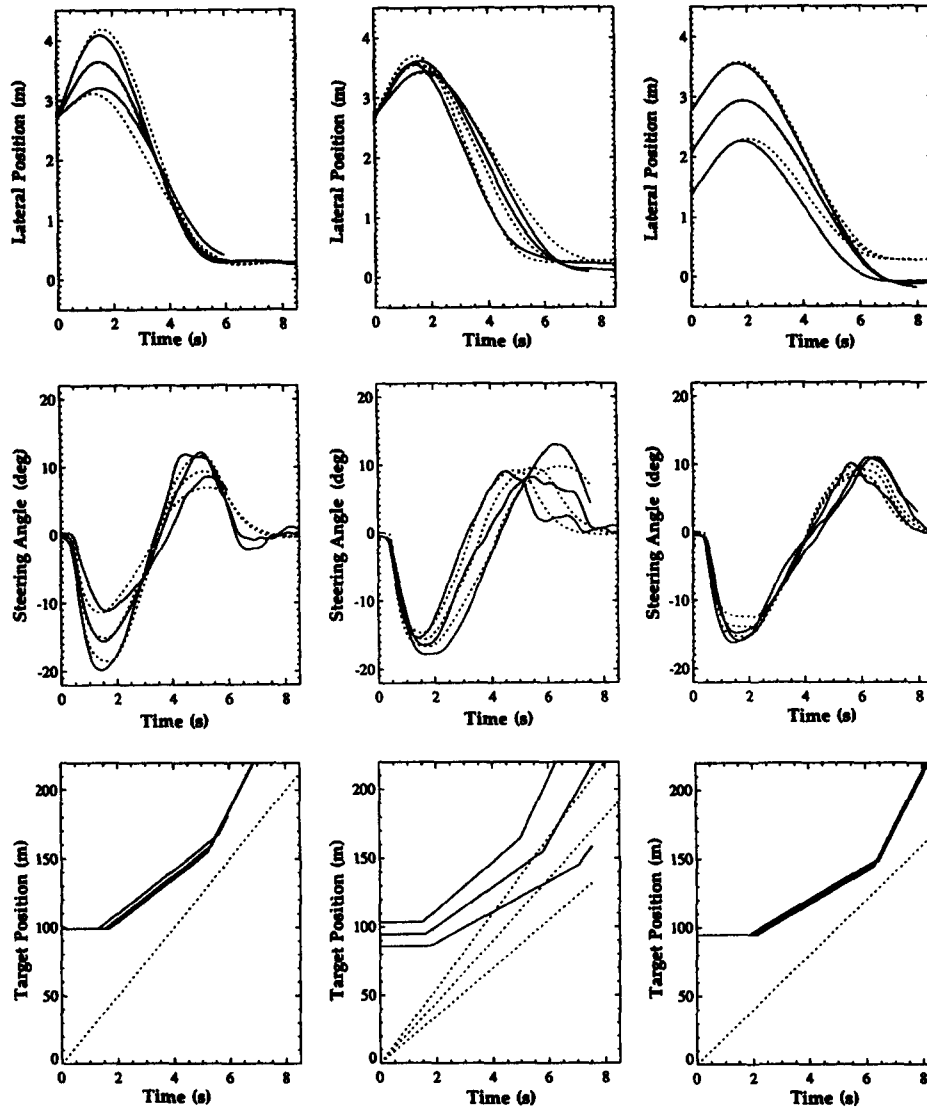 Lateral Position (m)
4
3
2
1
0
0 2 4 6 8
Time (s)
Lateral Position (m)
4
3
2
1
0
0 2 4 6 8
Time (s)
Lateral Position (m)
4
3
2
1
0
0 2 4 6 8
Time (s)
Steering Angle (deg)
20
10
0
-10
-20
0 2 4 6 8
Time (s)
Steering Angle (deg)
20
10
0
-10
-20
0 2 4 6 8
Time (s)
Steering Angle (deg)
20
10
0
-10
-20
0 2 4 6 8
Time (s)
Target Position (m)
200
150
100
50
0
0 2 4 6 8
Time (s)
Target Position (m)
200
150
100
50
0
0 2 4 6 8
Time (s)
Target Position (m)
200
150
100
50
0
0 2 4 6 8
Time (s)